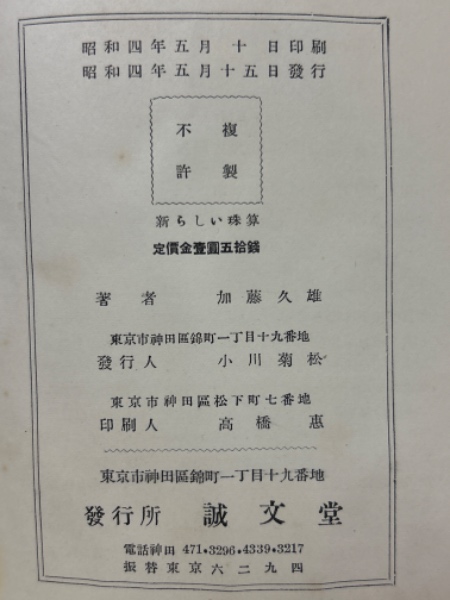 昭和四年五月十日印刷
昭和四年五月十五日發行
不許
複製
新らしい珠算
定價金壹圓五拾錢
著者 加藤久雄
東京市神田區錦町一丁目十九番地
發行人 小川菊松
東京市神田區松下町七番地
印刷人 高橋惠
東京市神田區錦町一丁目十九番地
發行所 誠文堂
電話神田 471・3296・4339・3217
振替東京六二九四